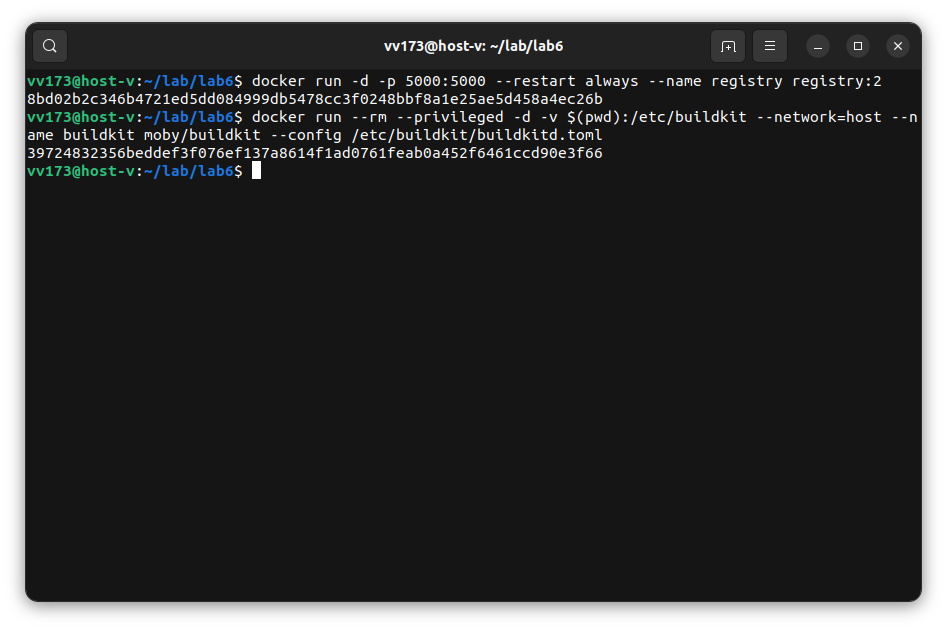 vv173@host-v: ~/lab/lab6
vv173@host-v:~/lab/lab6$ docker run -d -p 5000:5000 --restart always --name registry registry:2
8bd02b2c346b4721ed5dd084999db5478cc3f0248bbf8a1e25ae5d458a4ec26b
vv173@host-v:~/lab/lab6$ docker run --rm --privileged -d -v $(pwd):/etc/buildkit --network=host --n
ame buildkit moby/buildkit --config /etc/buildkit/buildkitd.toml
39724832356beddef3f076ef137a8614f1ad0761feab0a452f6461ccd90e3f66
vv173@host-v:~/lab/lab6$